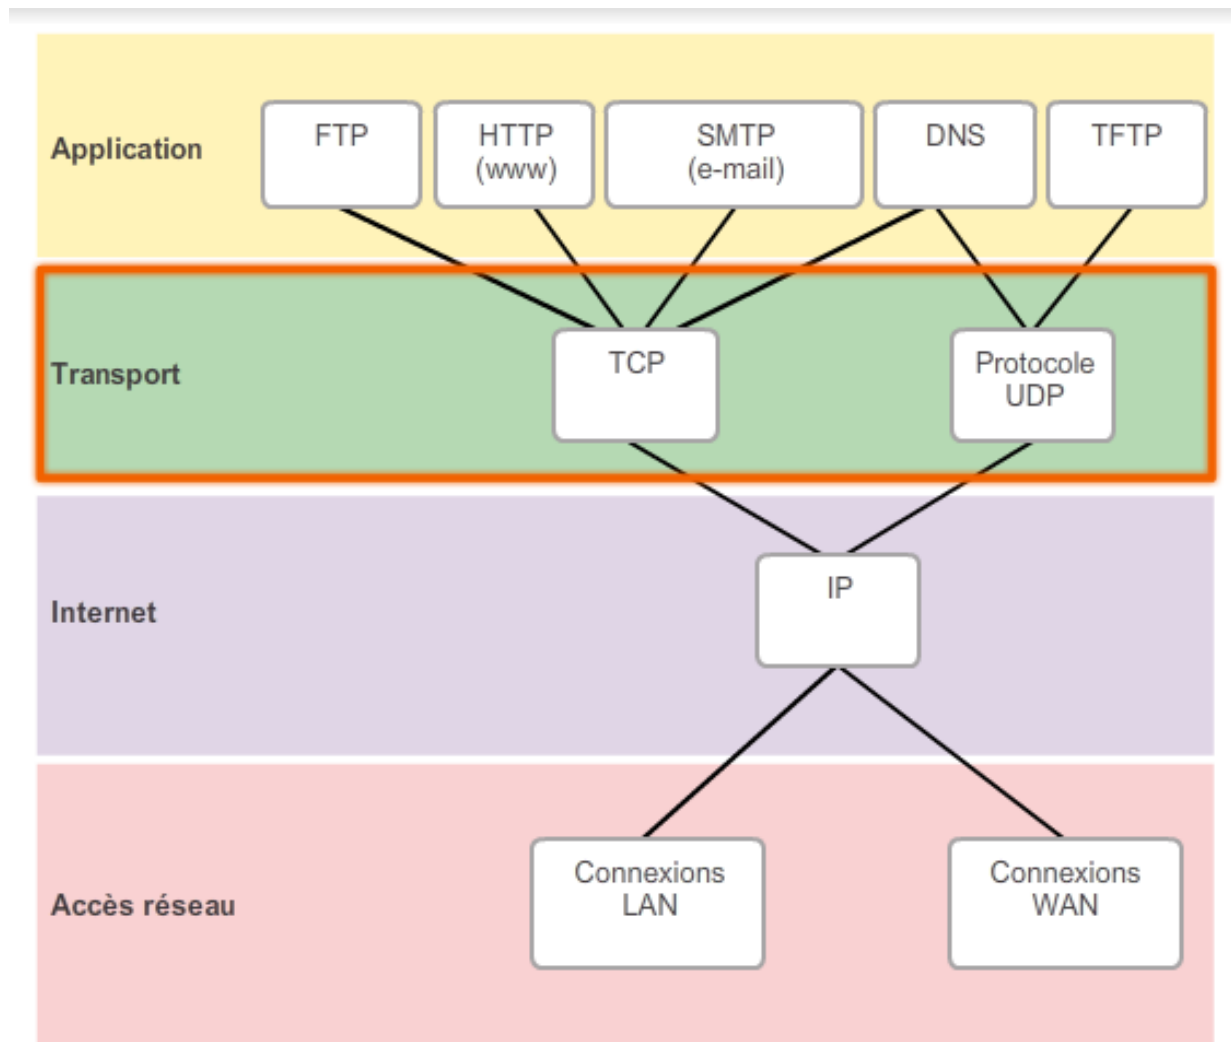 Application
FTP
HTTP
(www)
SMTP
(e-mail)
DNS
TFTP
Transport
TCP
Protocole
UDP
Internet
IP
Accès réseau
Connexions
LAN
Connexions
WAN